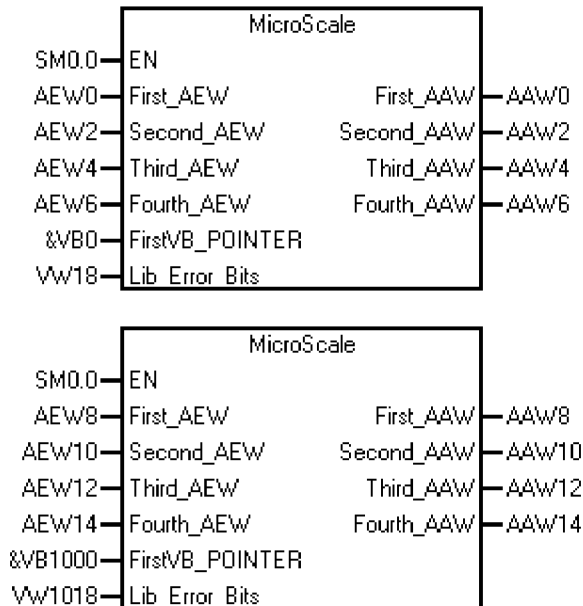 MicroScale
SM0.0 EN
AEW0 First_AEW First_AAW AAW0
AEW2 Second_AEW Second_AAW AAW2
AEW4 Third_AEW Third_AAW AAW4
AEW6 Fourth_AEW Fourth_AAW AAW6
&VB0 FirstVB_POINTER
VW18 Lib_Error_Bits
MicroScale
SM0.0 EN
AEW8 First_AEW First_AAW AAW8
AEW10 Second_AEW Second_AAW AAW10
AEW12 Third_AEW Third_AAW AAW12
AEW14 Fourth_AEW Fourth_AAW AAW14
&VB1000 FirstVB_POINTER
VW1018 Lib_Error_Bits